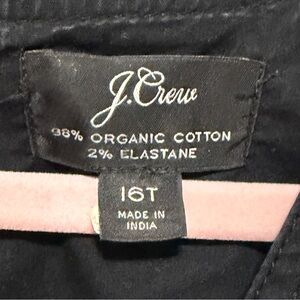 J.Crew
98% ORGANIC COTTON
2% ELASTANE
16T
MADE IN
INDIA